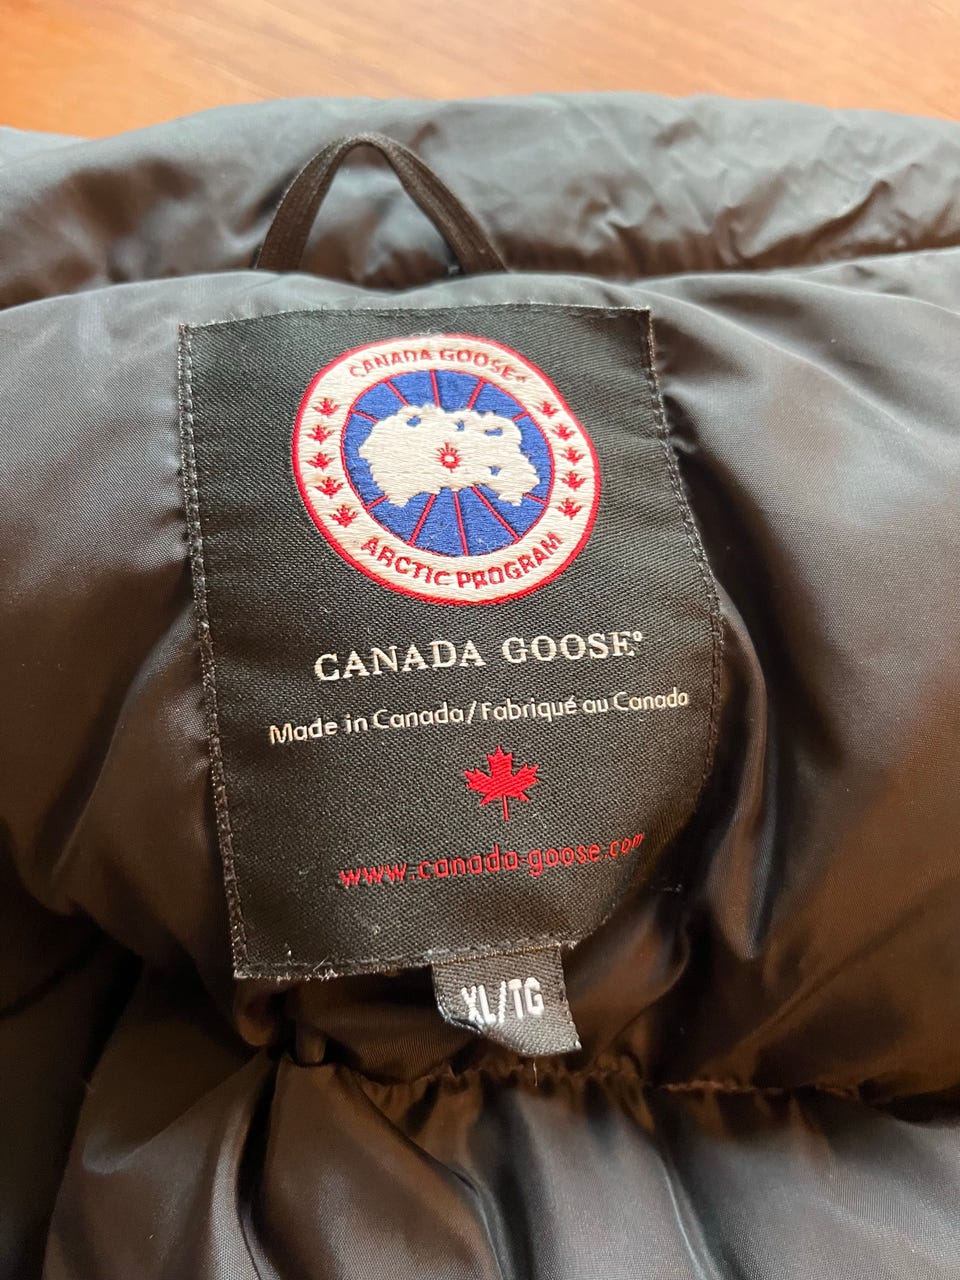 CANADA GOOSE®
ARCTIC PROGRAM
CANADA GOOSE®
Made in Canada/Fabriqué au Canada
www.canada-goose.com
XL/TG